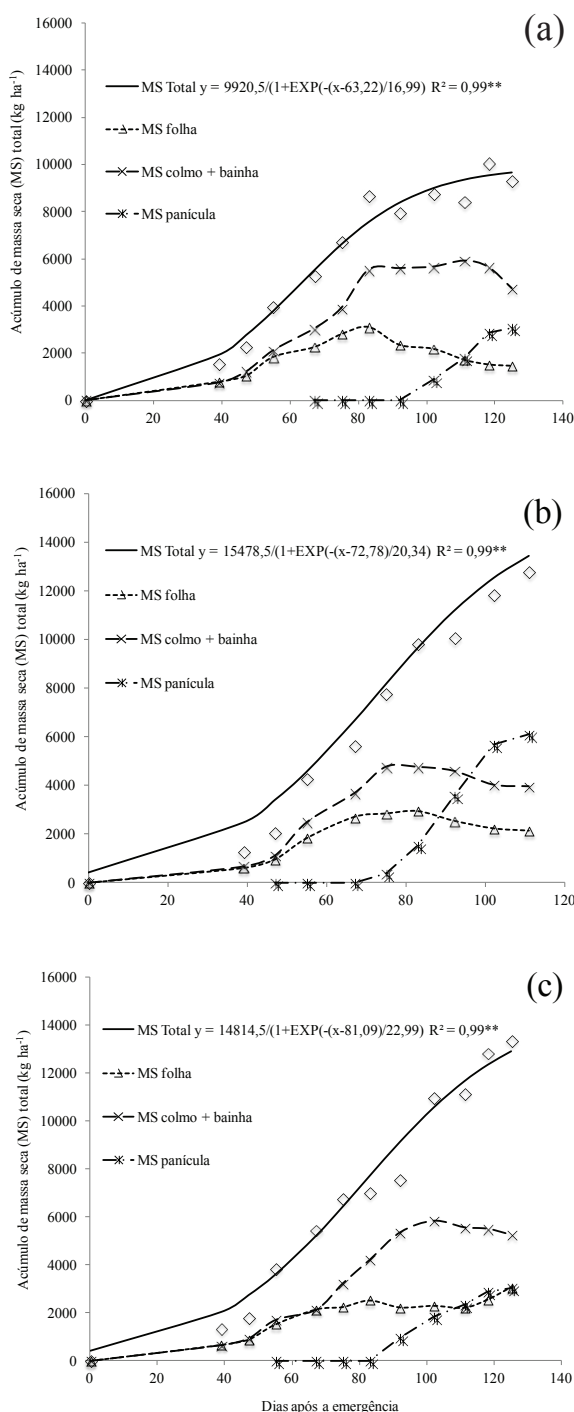 (a)
16000
14000
12000
10000
8000
6000
4000
2000
0
Acúmulo de massa seca (MS) total (kg ha⁻¹)
MS Total y = 9920,5/(1+EXP(-(x-63,22)/16,99) R² = 0,99**
MS folha
MS colmo + bainha
MS panícula
0 20 40 60 80 100 120 140
(b)
16000
14000
12000
10000
8000
6000
4000
2000
0
Acúmulo de massa seca (MS) total (kg ha⁻¹)
MS Total y = 15478,5/(1+EXP(-(x-72,78)/20,34) R² = 0,99**
MS folha
MS colmo + bainha
MS panícula
0 20 40 60 80 100 120
(c)
16000
14000
12000
10000
8000
6000
4000
2000
0
Acúmulo de massa seca (MS) total (kg ha⁻¹)
MS Total y = 14814,5/(1+EXP(-(x-81,09)/22,99) R² = 0,99**
MS folha
MS colmo + bainha
MS panícula
0 20 40 60 80 100 120 140
Dias após a emergência